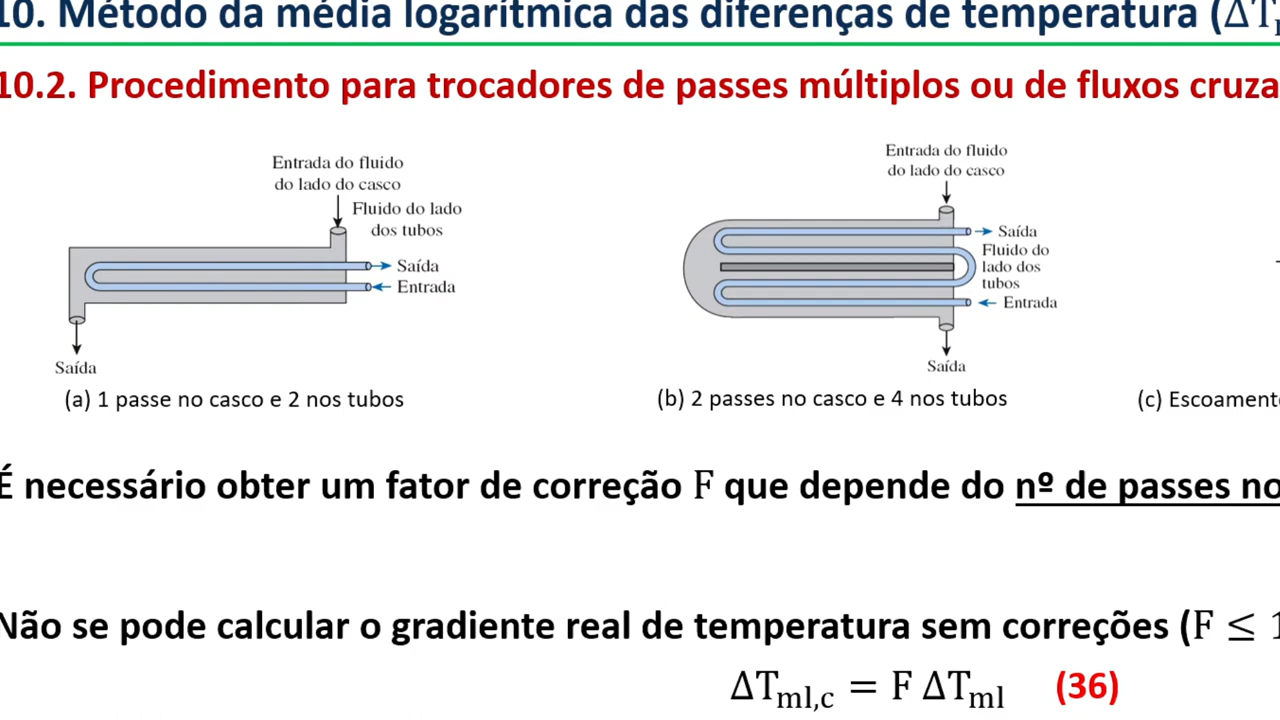 10. Método da média logarítmica das diferenças de temperatura (ΔT
10.2. Procedimento para trocadores de passes múltiplos ou de fluxos cruza
Entrada do fluido
do lado do casco
Fluido do lado
dos tubos
Saída
Entrada
Saída
(a) 1 passe no casco e 2 nos tubos
Entrada do fluido
do lado do casco
Saída
Fluido do
lado dos
tubos
Entrada
Saída
(b) 2 passes no casco e 4 nos tubos
(c) Escoament
É necessário obter um fator de correção F que depende do nº de passes no
Não se pode calcular o gradiente real de temperatura sem correções (F ≤ 1
ΔTml,c = F ΔTml (36)